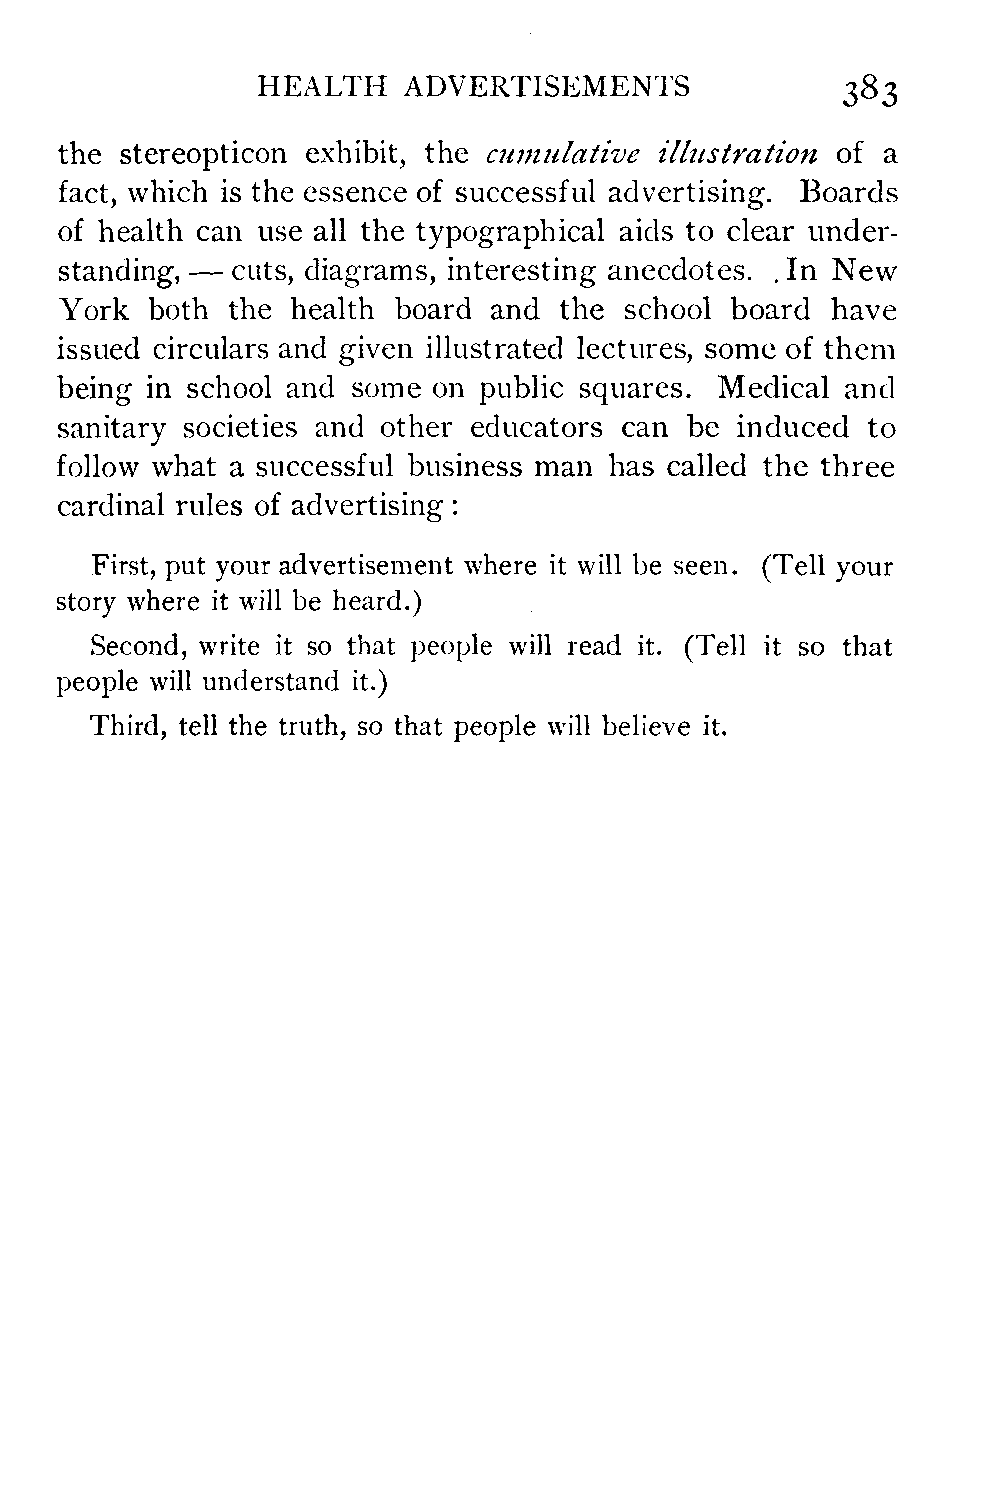 HEALTH ADVERTISEMENTS 383
the stereopticon exhibit, the cumulative illustration of a
fact, which is the essence of successful advertising. Boards
of health can use all the typographical aids to clear under-
standing, — cuts, diagrams, interesting anecdotes. In New
York both the health board and the school board have
issued circulars and given illustrated lectures, some of them
being in school and some on public squares. Medical and
sanitary societies and other educators can be induced to
follow what a successful business man has called the three
cardinal rules of advertising :
First, put your advertisement where it will be seen. (Tell your
story where it will be heard.)
Second, write it so that people will read it. (Tell it so that
people will understand it.)
Third, tell the truth, so that people will believe it.